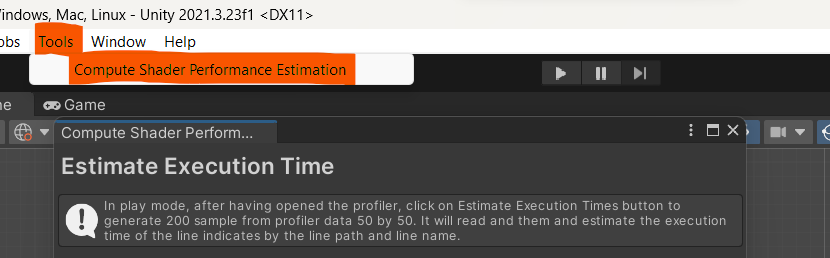 indows, Mac, Linux - Unity 2021.3.23f1 <DX11>
obs Tools Window Help
Compute Shader Performance Estimation
ne Game
Compute Shader Perform...
Estimate Execution Time
In play mode, after having opened the profiler, click on Estimate Execution Times button to
generate 200 sample from profiler data 50 by 50. It will read and them and estimate the execution
time of the line indicates by the line path and line name.